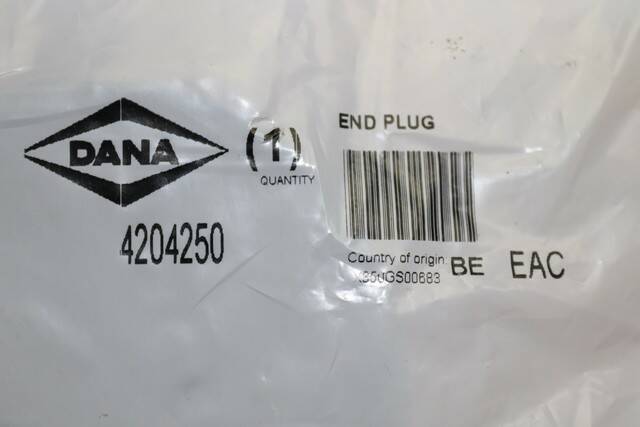 DANA
(1)
QUANTITY
4204250
END PLUG
Country of origin: BE EAC